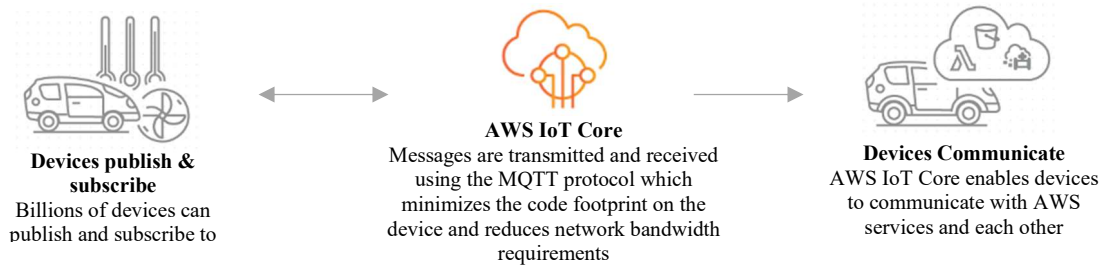 Devices publish &
subscribe
Billions of devices can
publish and subscribe to
AWS IoT Core
Messages are transmitted and received
using the MQTT protocol which
minimizes the code footprint on the
device and reduces network bandwidth
requirements
Devices Communicate
AWS IoT Core enables devices
to communicate with AWS
services and each other